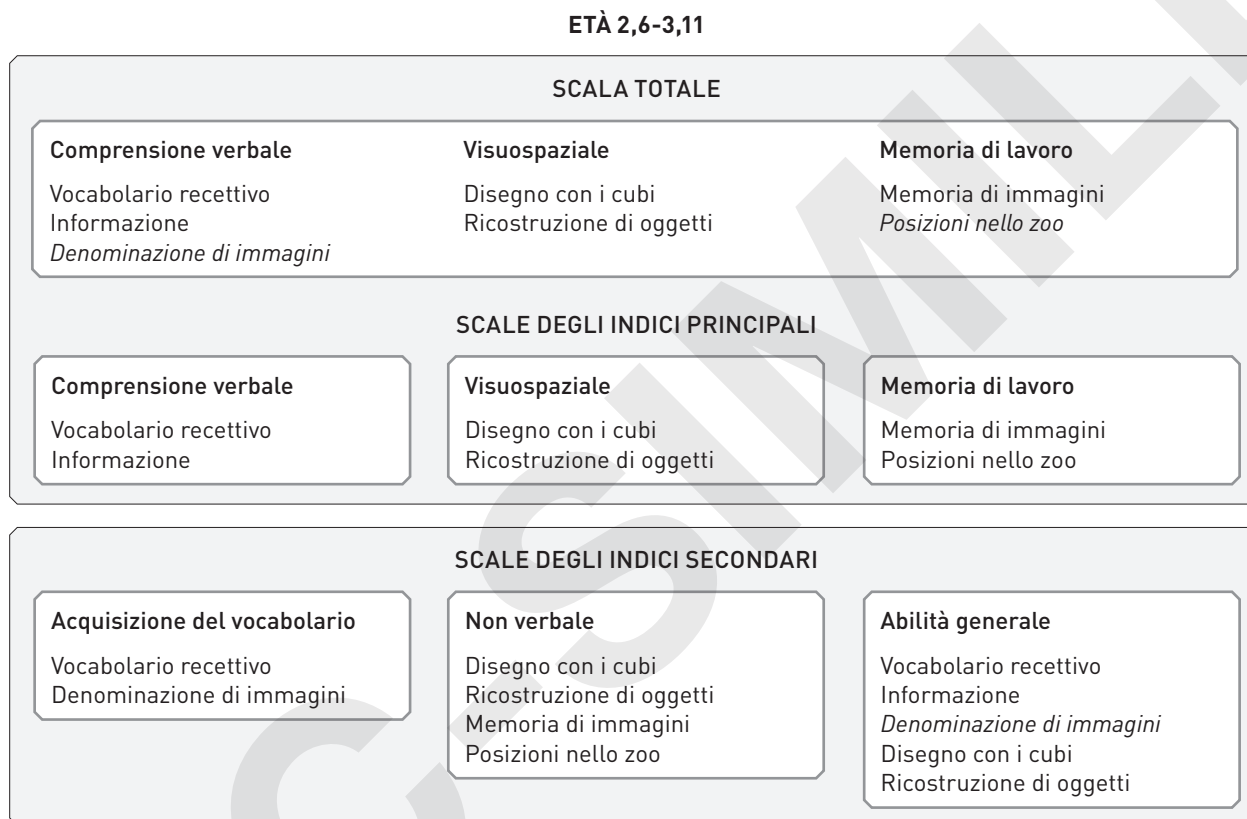 ETÀ 2,6-3,11
SCALA TOTALE
Comprensione verbale
Vocabolario recettivo
Informazione
Denominazione di immagini
Visuospaziale
Disegno con i cubi
Ricostruzione di oggetti
Memoria di lavoro
Memoria di immagini
Posizioni nello zoo
SCALE DEGLI INDICI PRINCIPALI
Comprensione verbale
Vocabolario recettivo
Informazione
Visuospaziale
Disegno con i cubi
Ricostruzione di oggetti
Memoria di lavoro
Memoria di immagini
Posizioni nello zoo
SCALE DEGLI INDICI SECONDARI
Acquisizione del vocabolario
Vocabolario recettivo
Denominazione di immagini
Non verbale
Disegno con i cubi
Ricostruzione di oggetti
Memoria di immagini
Posizioni nello zoo
Abilità generale
Vocabolario recettivo
Informazione
Denominazione di immagini
Disegno con i cubi
Ricostruzione di oggetti